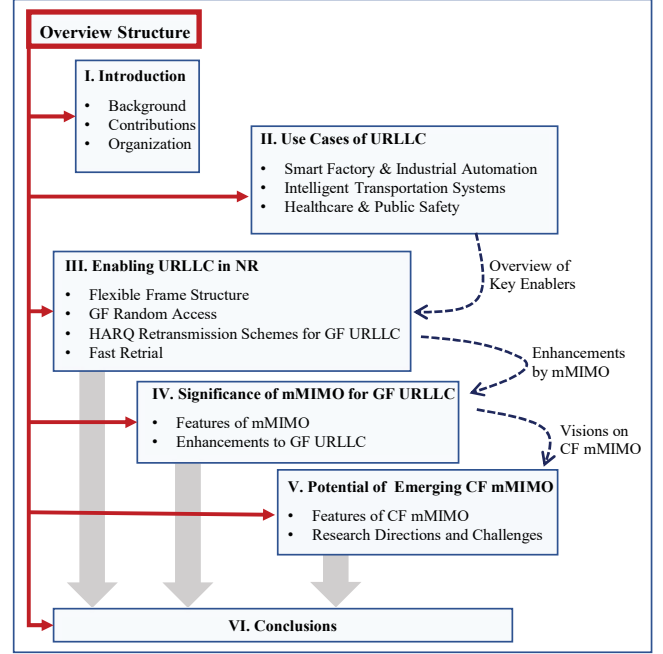 Overview Structure
I. Introduction
• Background
• Contributions
• Organization
II. Use Cases of URLLC
• Smart Factory & Industrial Automation
• Intelligent Transportation Systems
• Healthcare & Public Safety
Overview of
Key Enablers
III. Enabling URLLC in NR
• Flexible Frame Structure
• GF Random Access
• HARQ Retransmission Schemes for GF URLLC
• Fast Retrial
Enhancements
by mMIMO
IV. Significance of mMIMO for GF URLLC
• Features of mMIMO
• Enhancements to GF URLLC
Visions on
CF mMIMO
V. Potential of Emerging CF mMIMO
• Features of CF mMIMO
• Research Directions and Challenges
VI. Conclusions